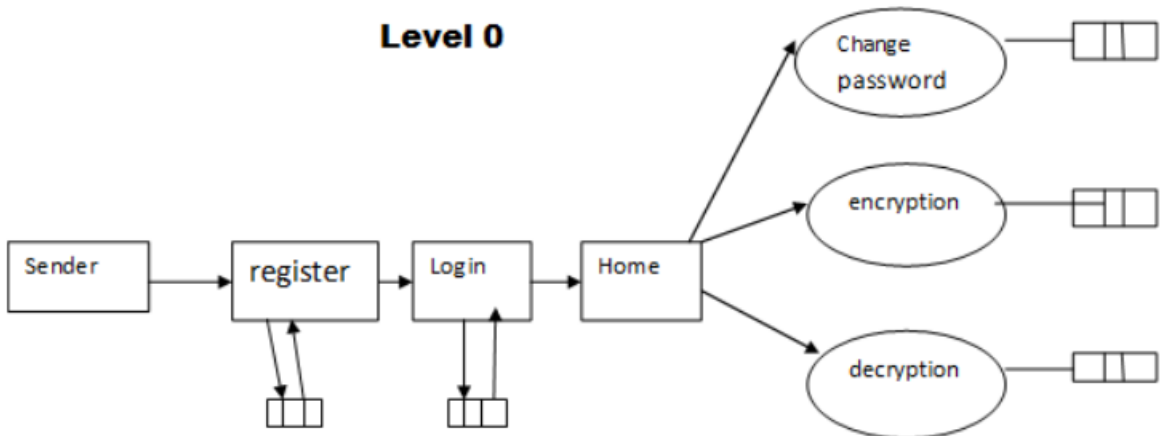 Level 0
Change
password
encryption
Sender
register
Login
Home
decryption